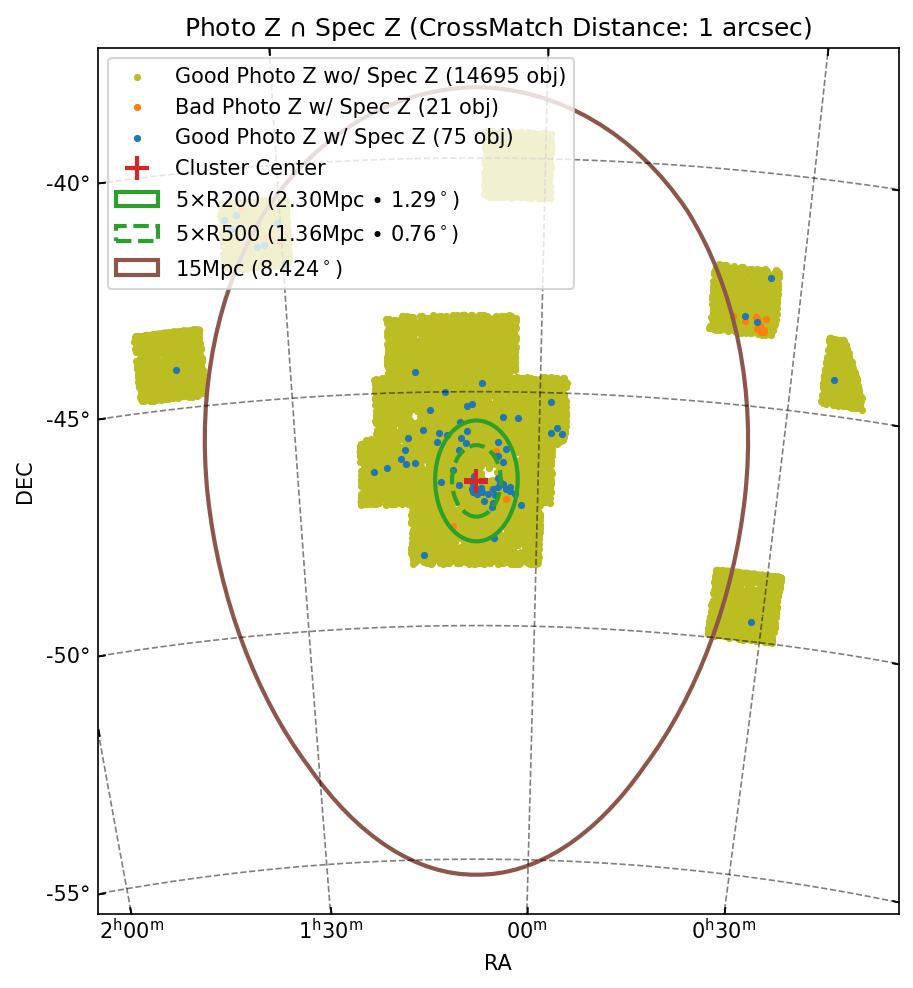 Photo Z ∩ Spec Z (CrossMatch Distance: 1 arcsec)
Good Photo Z wo/ Spec Z (14695 obj)
Bad Photo Z w/ Spec Z (21 obj)
Good Photo Z w/ Spec Z (75 obj)
Cluster Center
5×R200 (2.30Mpc • 1.29°)
5×R500 (1.36Mpc • 0.76°)
15Mpc (8.424°)
-40°
-45°
-50°
-55°
DEC
2h00m 1h30m 00m 0h30m
RA